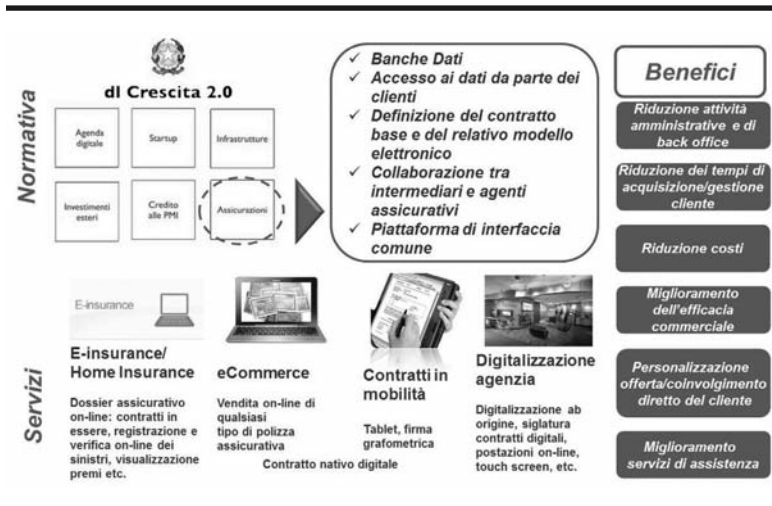 Normativa
dl Crescita 2.0
Agenda
digitale
Startup
Infrastrutture
Investimenti
esteri
Credito
alle PMI
Assicurazioni
✓ Banche Dati
✓ Accesso ai dati da parte dei
clienti
✓ Definizione del contratto
base e del relativo modello
elettronico
✓ Collaborazione tra
intermediari e agenti
assicurativi
✓ Piattaforma di interfaccia
comune
Benefici
Riduzione attività
amministrative e di
back office
Riduzione dei tempi di
acquisizione/gestione
cliente
Riduzione costi
Miglioramento
dell'efficacia
commerciale
Personalizzazione
offerta/coinvolgimento
diretto del cliente
Miglioramento
servizi di assistenza
Servizi
E-insurance
E-insurance/
Home Insurance
Dossier assicurativo
on-line: contratti in
essere, registrazione e
verifica on-line dei
sinistri, visualizzazione
premi etc.
eCommerce
Vendita on-line di
qualsiasi
tipo di polizza
assicurativa
Contratti in
mobilità
Tablet, firma
grafometrica
Contratto nativo digitale
Digitalizzazione
agenzia
Digitalizzazione ab
origine, siglatura
contratti digitali,
postazioni on-line,
touch screen, etc.